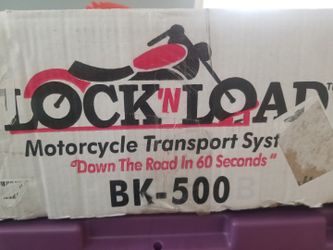 LOCK 'N LOAD
Motorcycle Transport Syst
"Down The Road In 60 Seconds"
BK-500